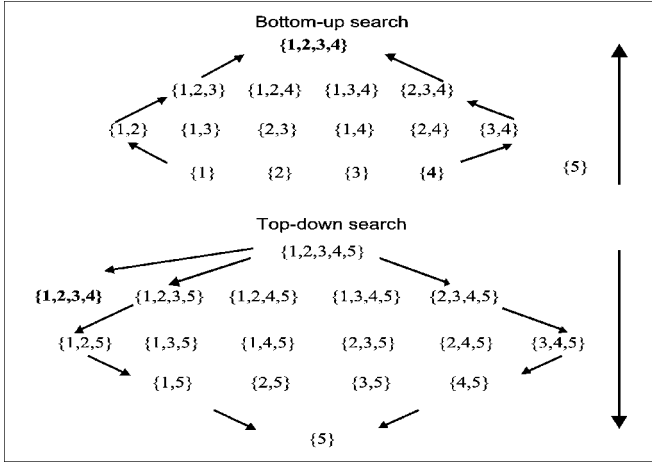 Bottom-up search
{1,2,3,4}
{1,2,3} {1,2,4} {1,3,4} {2,3,4}
{1,2} {1,3} {2,3} {1,4} {2,4} {3,4}
{1} {2} {3} {4} {5}
Top-down search
{1,2,3,4,5}
{1,2,3,4} {1,2,3,5} {1,2,4,5} {1,3,4,5} {2,3,4,5}
{1,2,5} {1,3,5} {1,4,5} {2,3,5} {2,4,5} {3,4,5}
{1,5} {2,5} {3,5} {4,5}
{5}